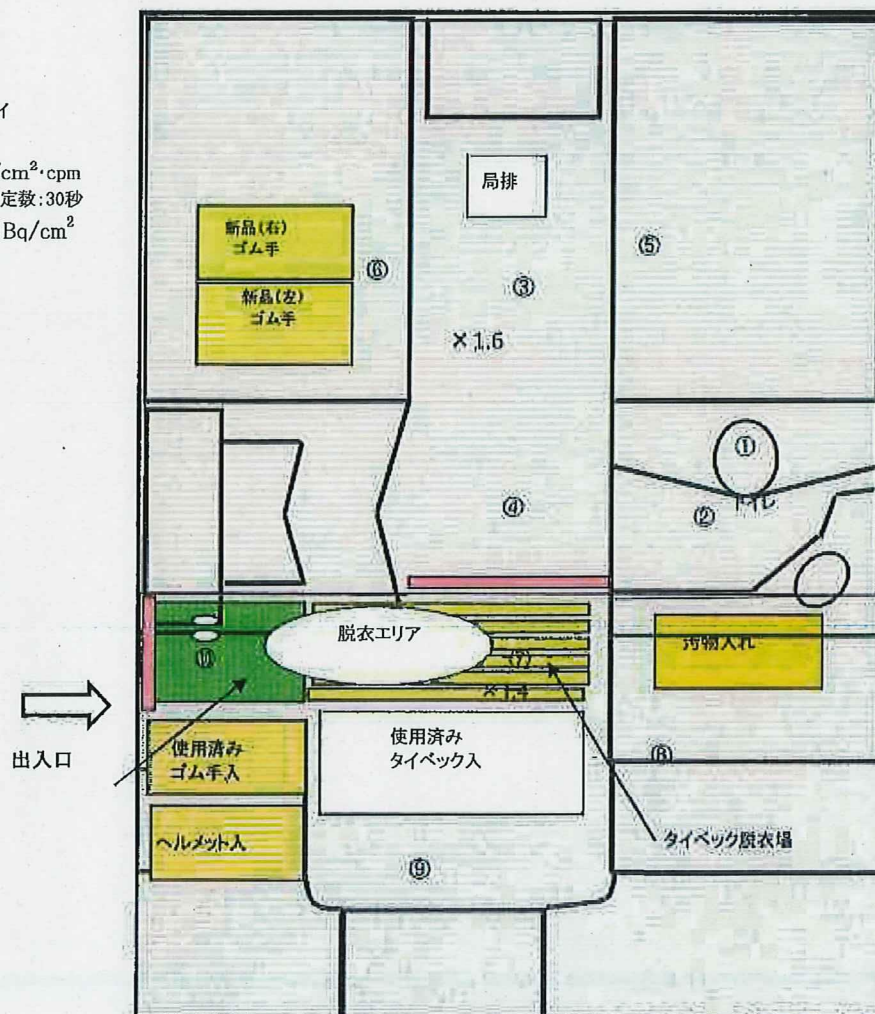 イ
/cm²·cpm
定数:30秒
Bq/cm²
局排
新品(右)
ゴム手
⑥
⑤
新品(左)
ゴム手
③
×1.6
①
トイレ
④
②
脱衣エリア
(7)
×1.4
汚物入れ
出入口
使用済み
ゴム手入
使用済み
タイベック入
⑧
ヘルメット入
タイベック脱衣場
⑨